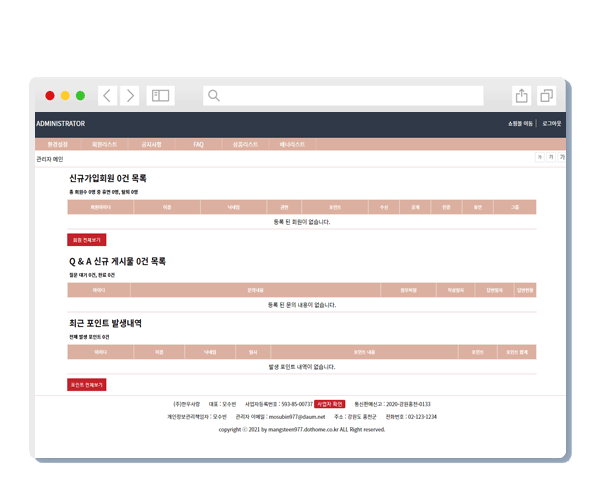 ADMINISTRATOR
쇼핑몰 이동 로그아웃
환경설정 회원리스트 공지사항 FAQ 상품리스트 배너리스트
관리자 메인 가 가 가
신규가입회원 0건 목록
총 회원수 0명 중 휴면 0명, 탈퇴 0명
회원아이디 이름 닉네임 권한 포인트 수신 공개 인증 휴면 그룹
등록 된 회원이 없습니다.
회원 전체보기
Q & A 신규 게시물 0건 목록
질문 대기 0건, 완료 0건
아이디 문의내용 첨부파일 작성일자 답변일자 답변현황
등록 된 문의 내용이 없습니다.
최근 포인트 발생내역
전체 발생 포인트 0건
아이디 이름 닉네임 일시 포인트 내용 포인트 포인트 합계
발생 포인트 내역이 없습니다.
포인트 전체보기
(주)한우사랑 대표 : 모수빈 사업자등록번호 : 593-85-00737 사업자 확인 통신판매신고 : 2020-강원홍천-0133
개인정보관리책임자 : 모수빈 관리자 이메일 : mosubin977@daum.net 주소 : 강원도 홍천군 전화번호 : 02-123-1234
copyright ⓒ 2021 by mangsteen977.dothome.co.kr ALL Right reserved.